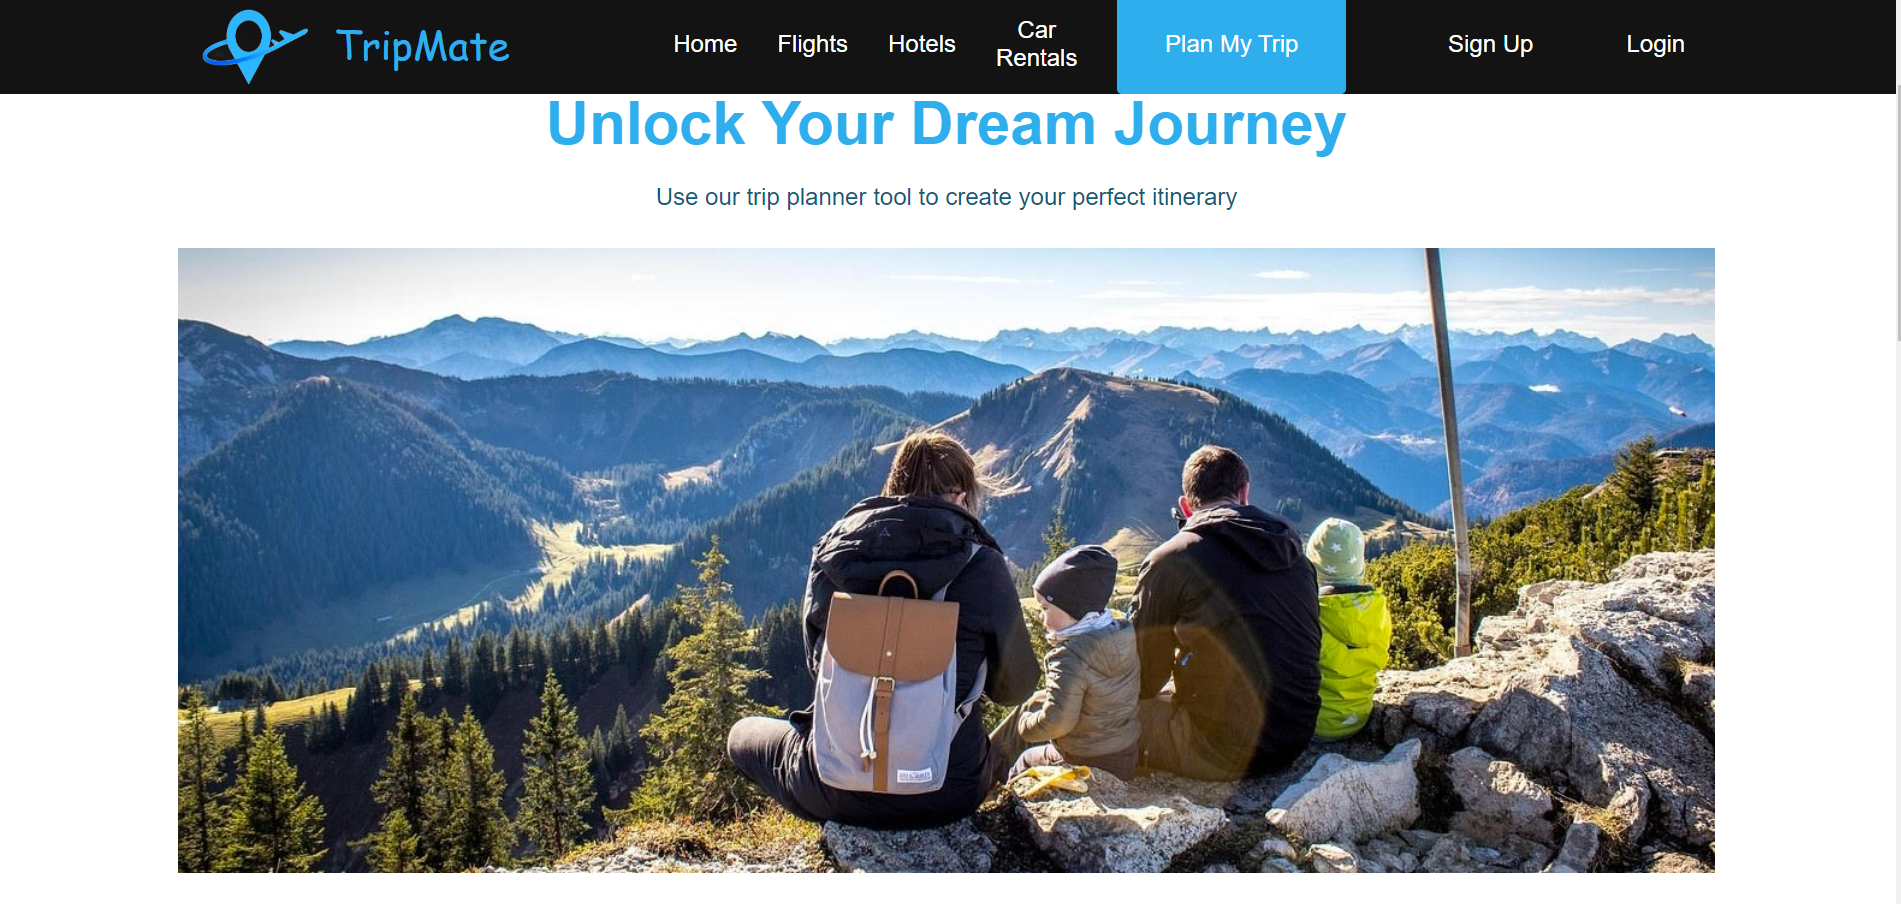 TripMate
Home
Flights
Hotels
Car
Rentals
Plan My Trip
Sign Up
Login
Unlock Your Dream Journey
Use our trip planner tool to create your perfect itinerary